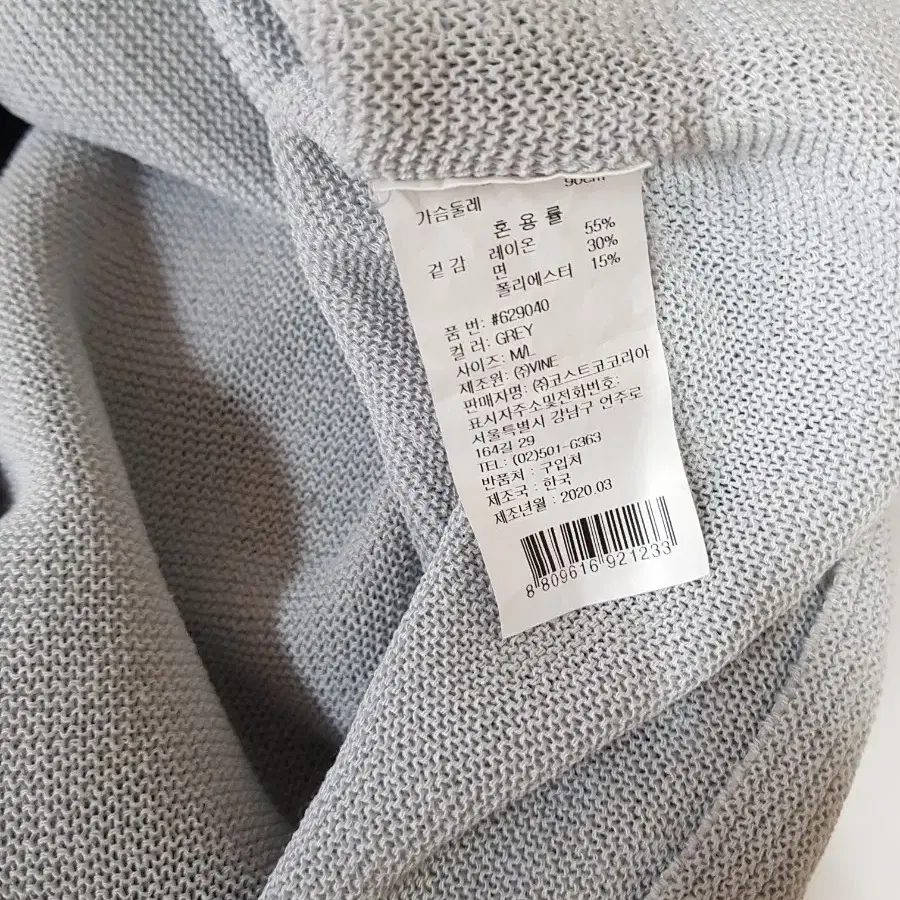 90cm
가슴둘레
혼 용 률
겉 감 레이온 55%
면 30%
폴리에스터 15%
품 번: #629040
컬 러: GREY
사이즈: M/L
제조원: (주)VINE
판매자명: (주)코스트코코리아
표시지주소및전화번호:
서울특별시 강남구 언주로
164길 29
TEL: (02)501-6363
반품처 : 구입처
제조국 : 한국
제조년월 : 2020.03
8 809616 921233